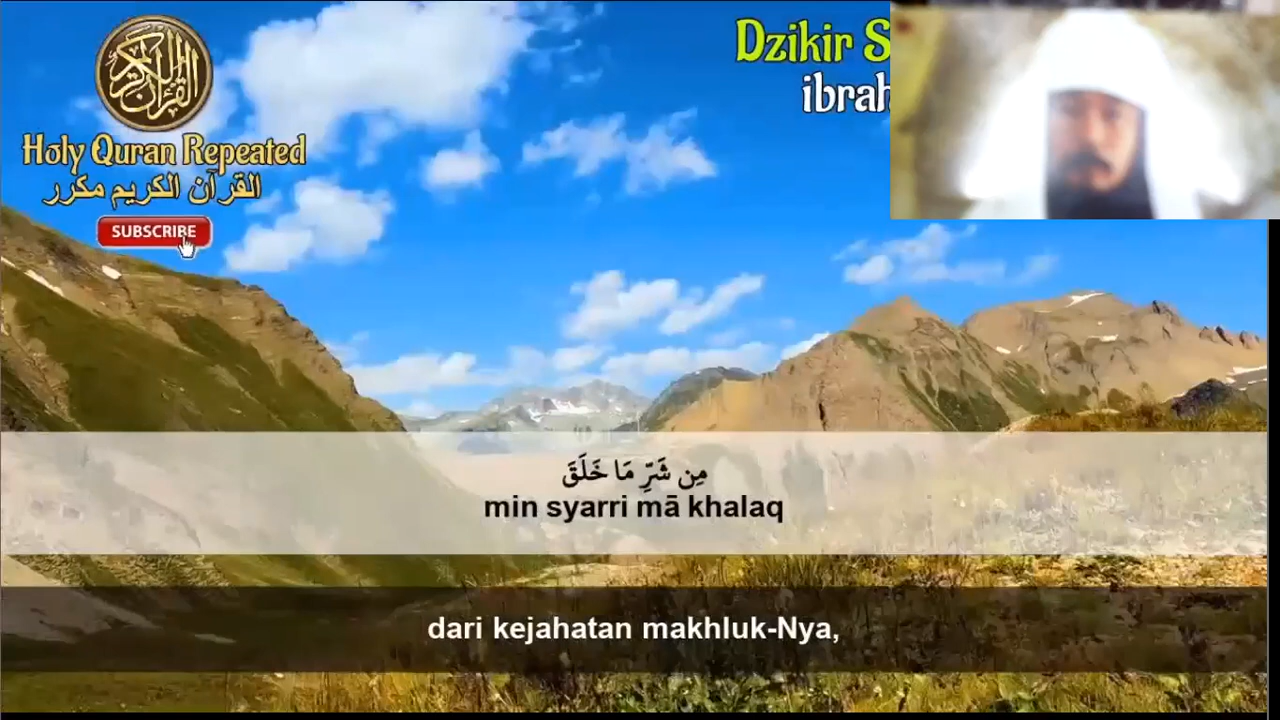 Holy Quran Repeated
القرآن الكريم مكرر
SUBSCRIBE
Dzikir S
ibrah
مِن شَرِّ مَا خَلَقَ
min syarri mā khalaq
dari kejahatan makhluk-Nya,